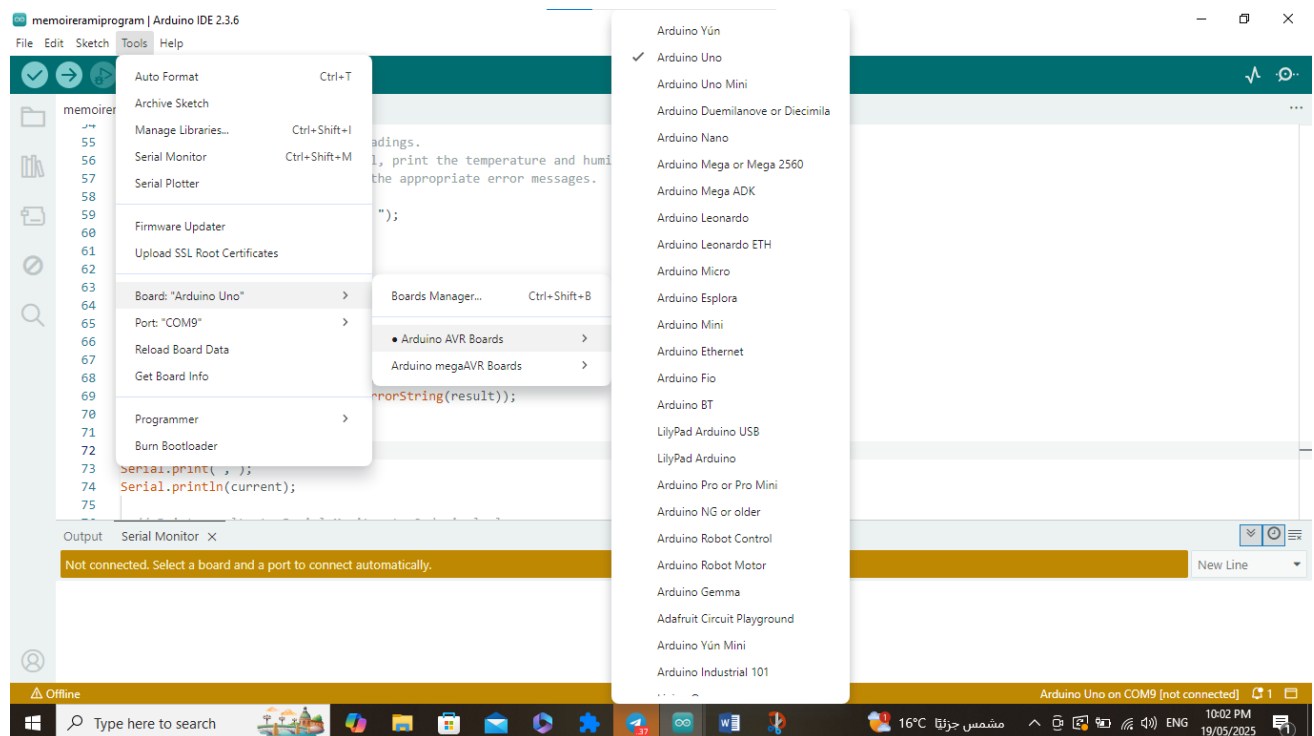 memoireramiprogram | Arduino IDE 2.3.6
File Edit Sketch Tools Help
Auto Format Ctrl+T
Archive Sketch
Manage Libraries... Ctrl+Shift+I
Serial Monitor Ctrl+Shift+M
Serial Plotter
Firmware Updater
Upload SSL Root Certificates
Board: "Arduino Uno"
Port: "COM9"
Reload Board Data
Get Board Info
Programmer
Burn Bootloader
Boards Manager... Ctrl+Shift+B
● Arduino AVR Boards
Arduino megaAVR Boards
Arduino Yún
✓ Arduino Uno
Arduino Uno Mini
Arduino Duemilanove or Diecimila
Arduino Nano
Arduino Mega or Mega 2560
Arduino Mega ADK
Arduino Leonardo
Arduino Leonardo ETH
Arduino Micro
Arduino Esplora
Arduino Mini
Arduino Ethernet
Arduino Fio
Arduino BT
LilyPad Arduino USB
LilyPad Arduino
Arduino Pro or Pro Mini
Arduino NG or older
Arduino Robot Control
Arduino Robot Motor
Arduino Gemma
Adafruit Circuit Playground
Arduino Yún Mini
Arduino Industrial 101
memoirer
55 adings.
56 l, print the temperature and humi
57 the appropriate error messages.
58
59 ");
60
61
62
63
64
65
66
67
68
69 rrorString(result));
70
71
72
73 Serial.print( , );
74 Serial.println(current);
75
Output Serial Monitor ×
Not connected. Select a board and a port to connect automatically.
New Line
Offline
Arduino Uno on COM9 [not connected] 1
Type here to search
37
1
16°C مشمس جزئيًا
ENG
10:02 PM
19/05/2025
1